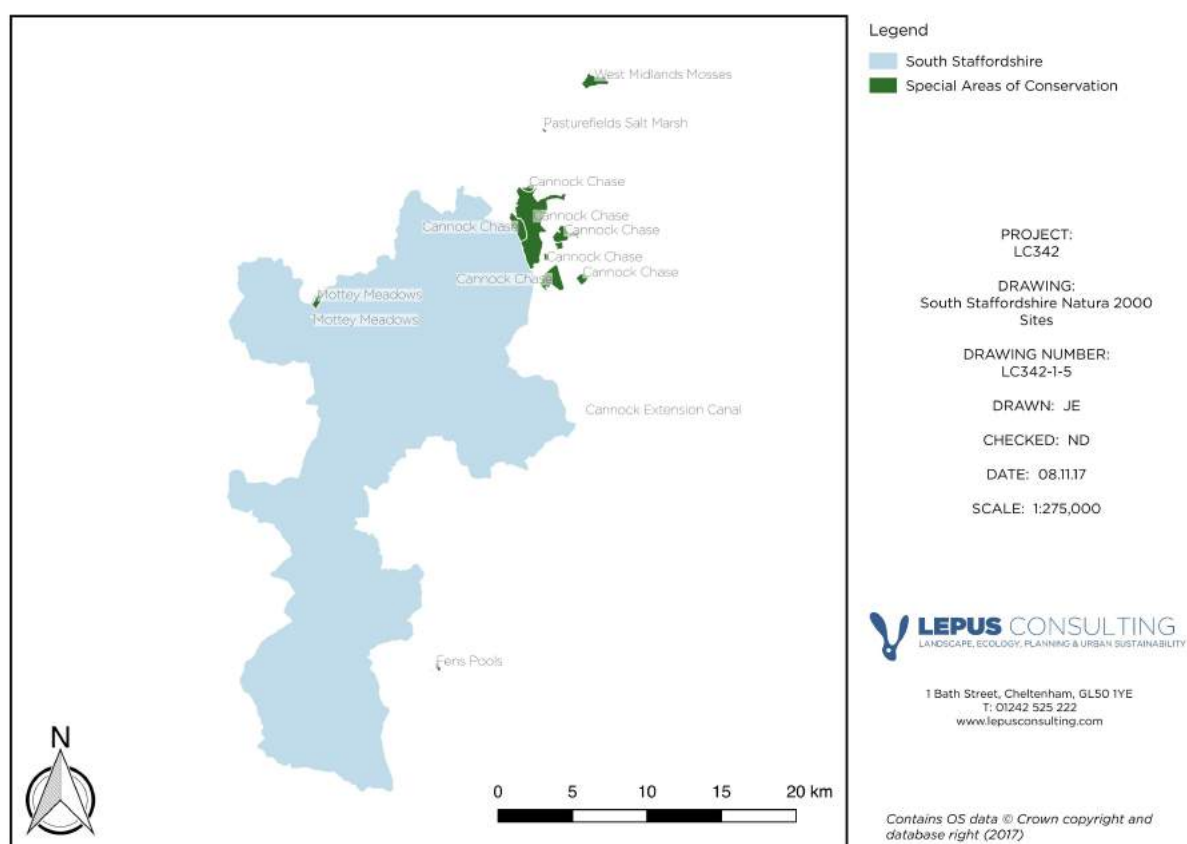 West Midlands Mosses
Pasturefields Salt Marsh
Cannock Chase
Cannock Chase
Cannock Chase
Cannock Chase
Cannock Chase
Cannock Chase
Cannock Chase
Mottey Meadows
Mottey Meadows
Cannock Extension Canal
Fens Pools
N
0 5 10 15 20 km
Legend
South Staffordshire
Special Areas of Conservation
PROJECT:
LC342
DRAWING:
South Staffordshire Natura 2000
Sites
DRAWING NUMBER:
LC342-1-5
DRAWN: JE
CHECKED: ND
DATE: 08.11.17
SCALE: 1:275,000
LEPUS CONSULTING
LANDSCAPE, ECOLOGY, PLANNING & URBAN SUSTAINABILITY
1 Bath Street, Cheltenham, GL50 1YE
T: 01242 525 222
www.lepusconsulting.com
Contains OS data © Crown copyright and
database right (2017)